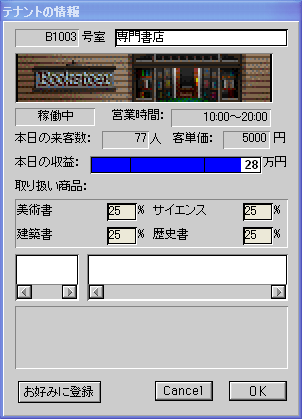 テナントの情報
B1003 号室 専門書店
Bookstoer
稼働中 営業時間: 10:00～20:00
本日の来客数: 77 人 客単価: 5000 円
本日の収益: 28 万円
取り扱い商品:
美術書 25 % サイエンス 25 %
建築書 25 % 歴史書 25 %
お好みに登録 Cancel OK